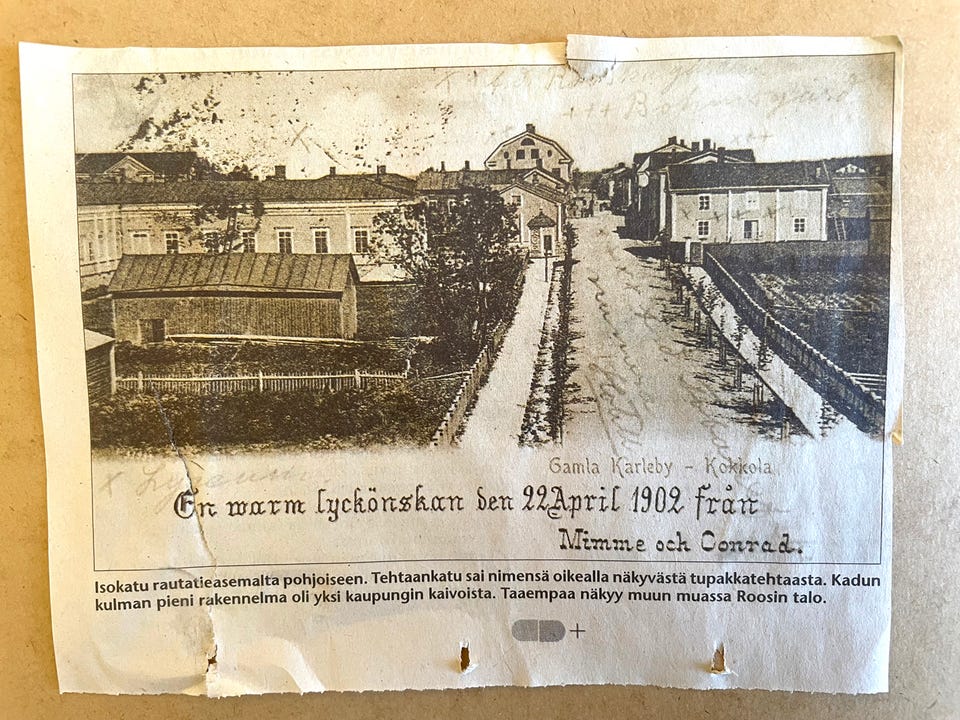 Gamla Karleby - Kokkola
En warm lyckönskan den 22 April 1902 från
Mimme och Conrad.
Isokatu rautatieasemalta pohjoiseen. Tehtaankatu sai nimensä oikealla näkyvästä tupakkatehtaasta. Kadun
kulman pieni rakennelma oli yksi kaupungin kaivoista. Taaempaa näkyy muun muassa Roosin talo.